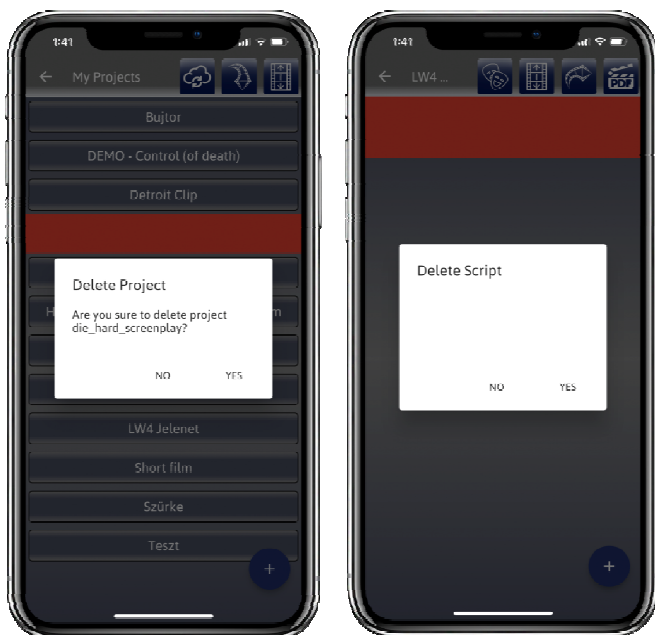 1:41
My Projects
Bujtor
DEMO - Control (of death)
Detroit Clip
Delete Project
Are you sure to delete project
die_hard_screenplay?
H
m
NO
YES
LW4 Jelenet
Short film
Szürke
Teszt
+
1:41
LW4 ...
PDF
Delete Script
NO
YES
+